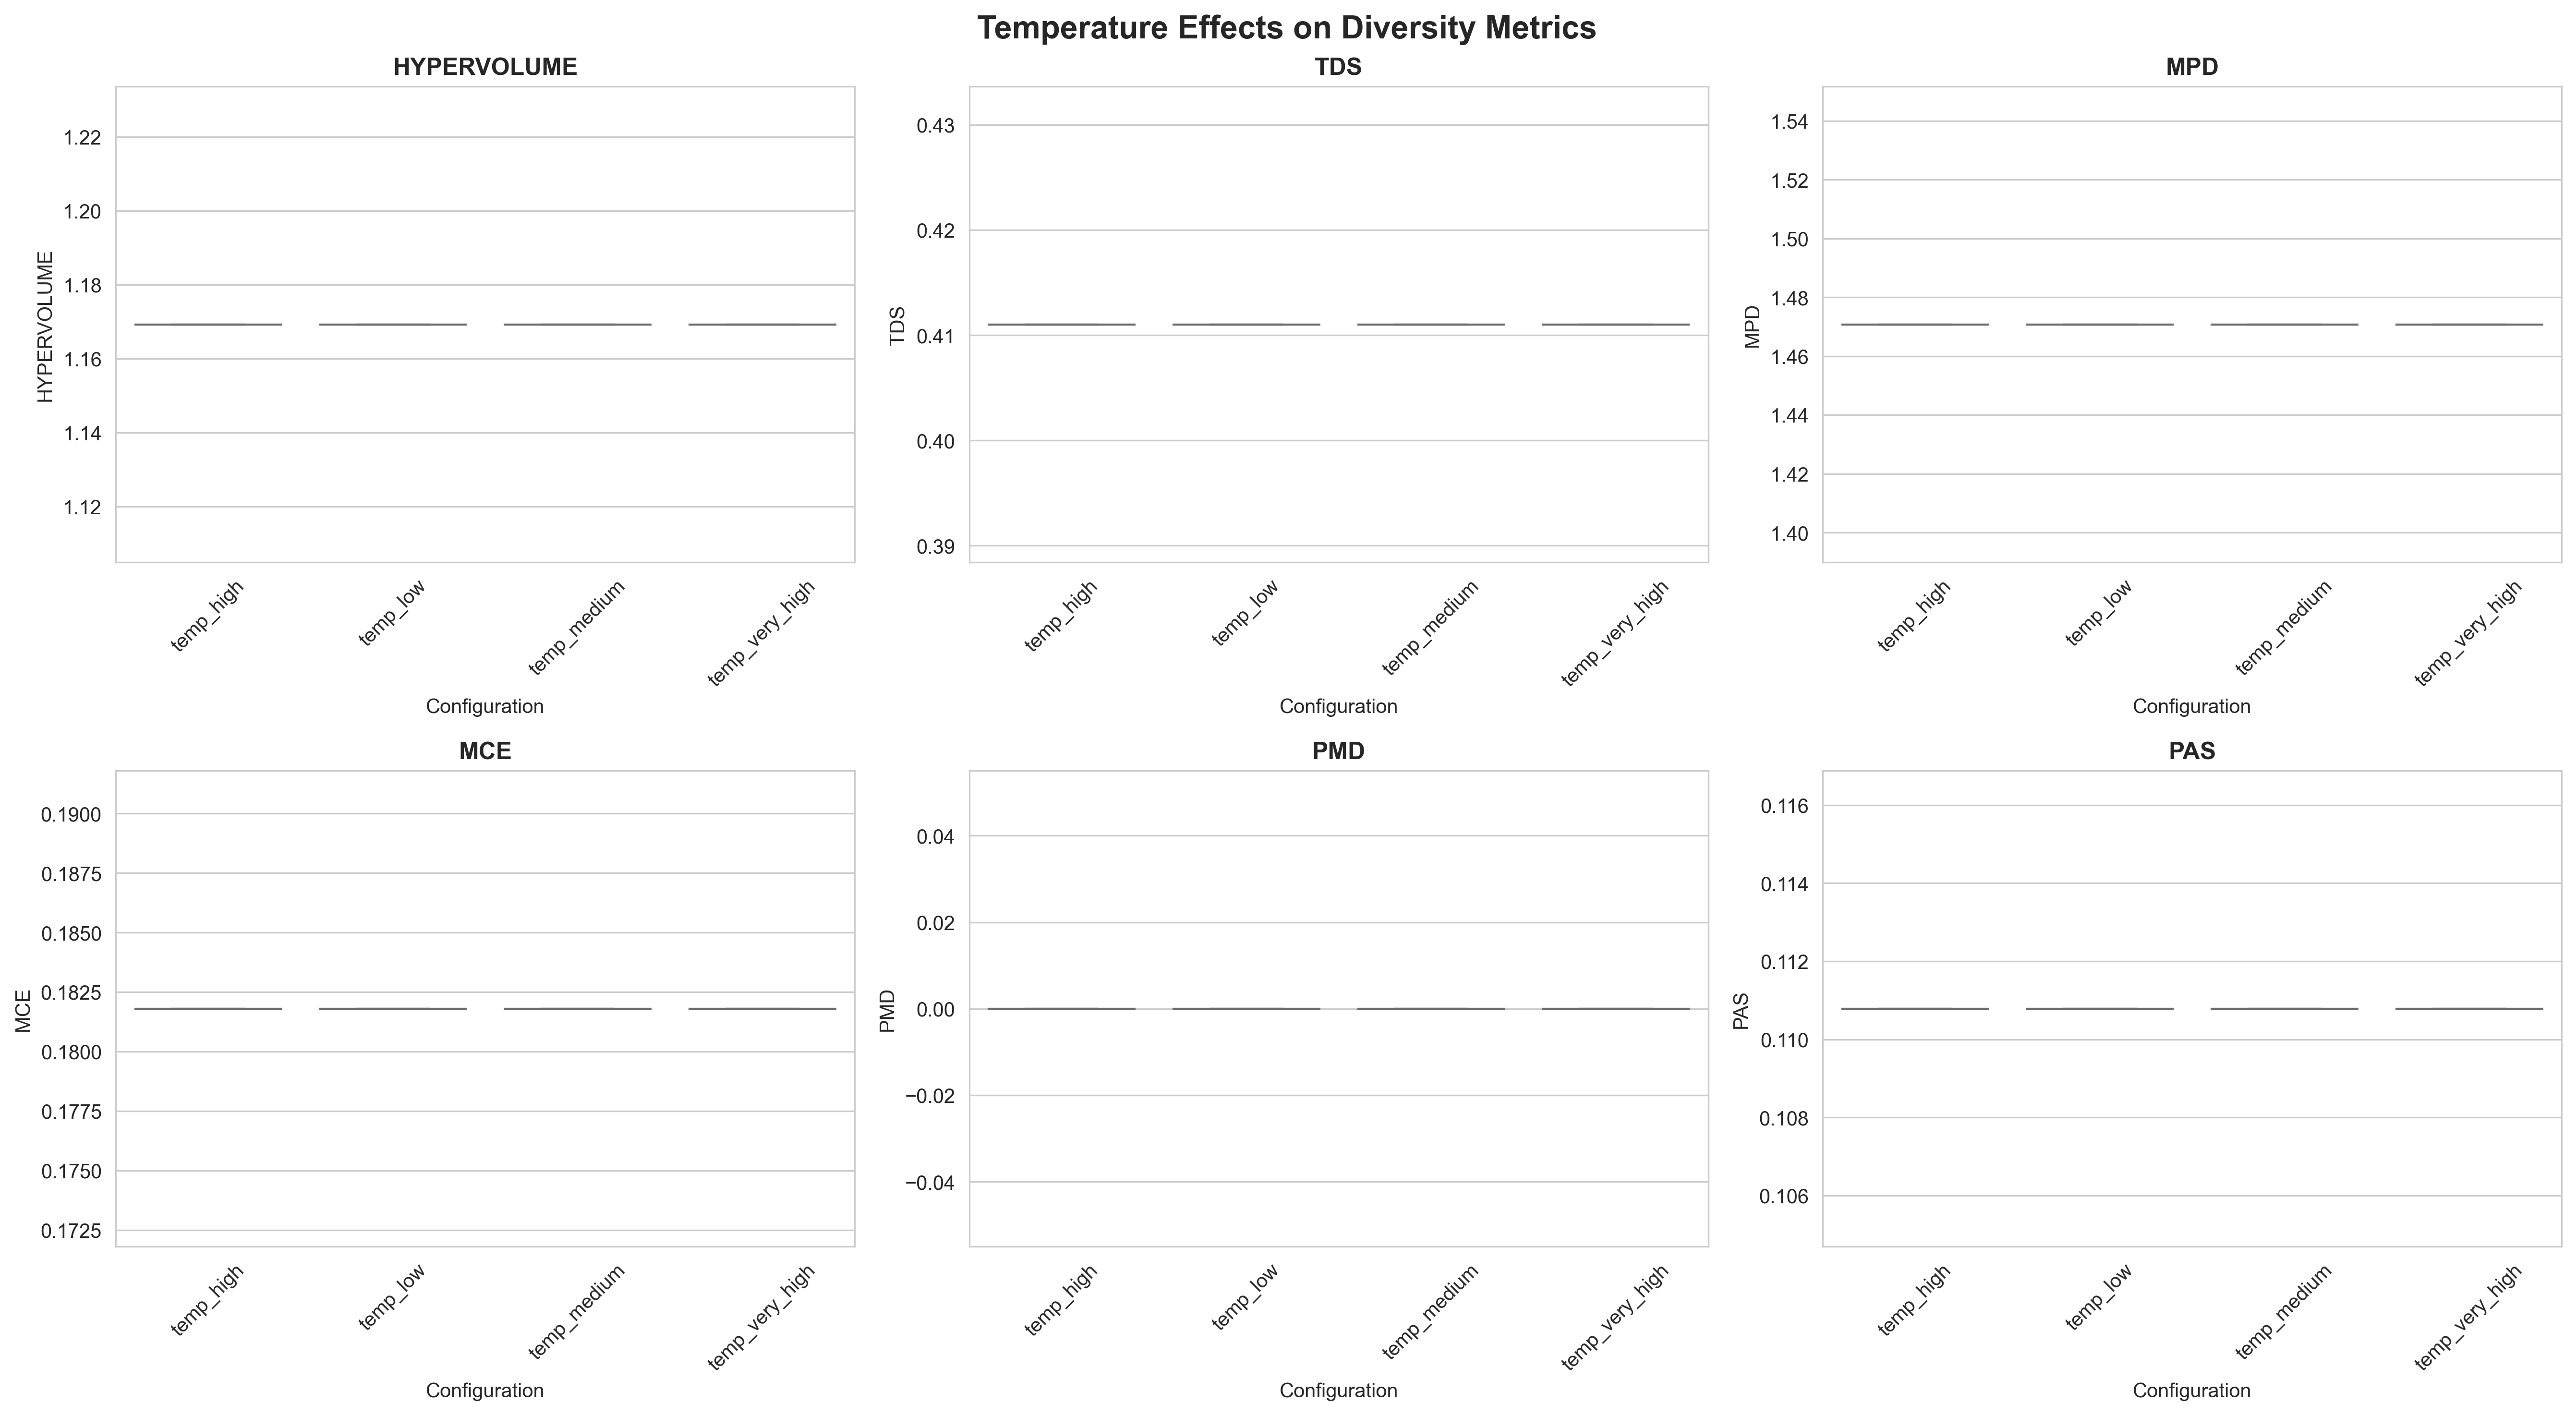 Temperature Effects on Diversity Metrics
HYPERVOLUME
HYPERVOLUME
1.22
1.20
1.18
1.16
1.14
1.12
temp_high
temp_low
temp_medium
temp_very_high
Configuration
TDS
TDS
0.43
0.42
0.41
0.40
0.39
temp_high
temp_low
temp_medium
temp_very_high
Configuration
MPD
MPD
1.54
1.52
1.50
1.48
1.46
1.44
1.42
1.40
temp_high
temp_low
temp_medium
temp_very_high
Configuration
MCE
MCE
0.1900
0.1875
0.1850
0.1825
0.1800
0.1775
0.1750
0.1725
temp_high
temp_low
temp_medium
temp_very_high
Configuration
PMD
PMD
0.04
0.02
0.00
−0.02
−0.04
temp_high
temp_low
temp_medium
temp_very_high
Configuration
PAS
PAS
0.116
0.114
0.112
0.110
0.108
0.106
temp_high
temp_low
temp_medium
temp_very_high
Configuration